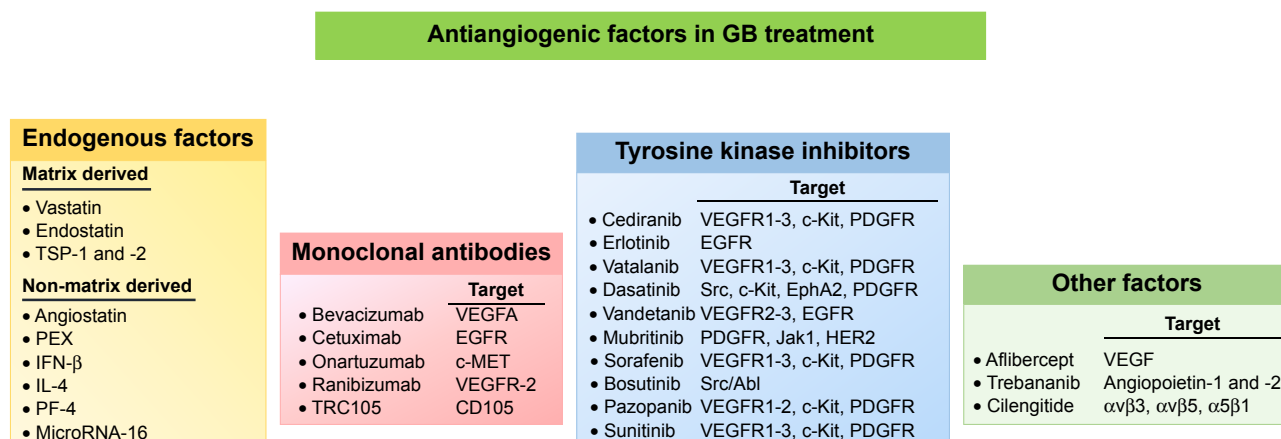 Antiangiogenic factors in GB treatment
Endogenous factors
Matrix derived
• Vastatin
• Endostatin
• TSP-1 and -2
Non-matrix derived
• Angiostatin
• PEX
• IFN-β
• IL-4
• PF-4
• MicroRNA-16
Monoclonal antibodies
Target
• Bevacizumab VEGFA
• Cetuximab EGFR
• Onartuzumab c-MET
• Ranibizumab VEGFR-2
• TRC105 CD105
Tyrosine kinase inhibitors
Target
• Cediranib VEGFR1-3, c-Kit, PDGFR
• Erlotinib EGFR
• Vatalanib VEGFR1-3, c-Kit, PDGFR
• Dasatinib Src, c-Kit, EphA2, PDGFR
• Vandetanib VEGFR2-3, EGFR
• Mubritinib PDGFR, Jak1, HER2
• Sorafenib VEGFR1-3, c-Kit, PDGFR
• Bosutinib Src/Abl
• Pazopanib VEGFR1-2, c-Kit, PDGFR
• Sunitinib VEGFR1-3, c-Kit, PDGFR
Other factors
Target
• Aflibercept VEGF
• Trebananib Angiopoietin-1 and -2
• Cilengitide αvβ3, αvβ5, α5β1